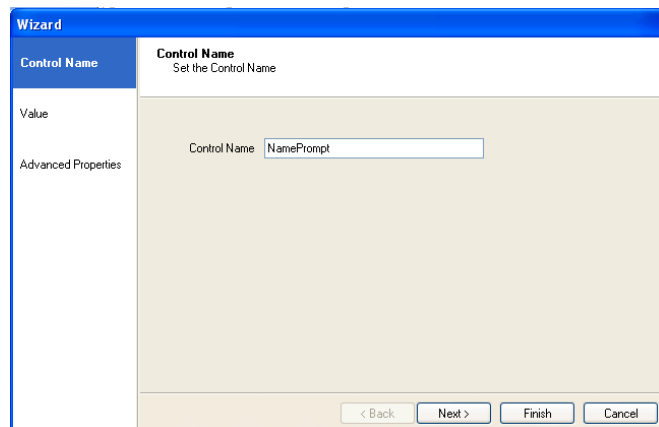 Wizard
Control Name
Value
Advanced Properties
Control Name
Set the Control Name
Control Name NamePrompt
< Back Next > Finish Cancel